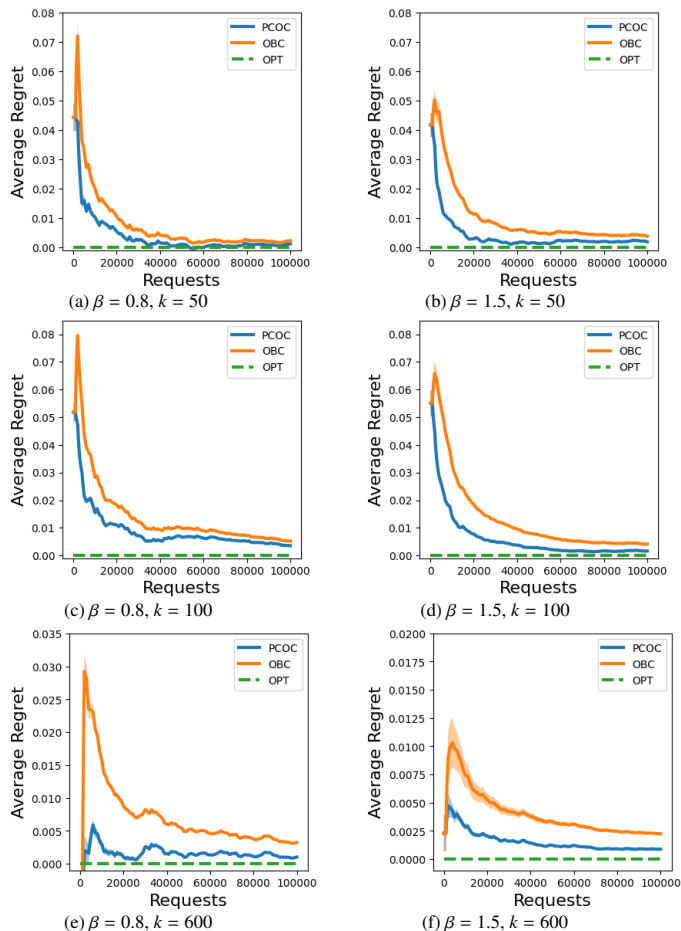 0.08
0.07
0.06
0.05
0.04
0.03
0.02
0.01
0.00
Average Regret
PCOC
OBC
OPT
0 20000 40000 60000 80000 100000
Requests
(a) β = 0.8, k = 50
0.08
0.07
0.06
0.05
0.04
0.03
0.02
0.01
0.00
Average Regret
PCOC
OBC
OPT
0 20000 40000 60000 80000 100000
Requests
(b) β = 1.5, k = 50
0.08
0.07
0.06
0.05
0.04
0.03
0.02
0.01
0.00
Average Regret
PCOC
OBC
OPT
0 20000 40000 60000 80000 100000
Requests
(c) β = 0.8, k = 100
0.08
0.07
0.06
0.05
0.04
0.03
0.02
0.01
0.00
Average Regret
PCOC
OBC
OPT
0 20000 40000 60000 80000 100000
Requests
(d) β = 1.5, k = 100
0.035
0.030
0.025
0.020
0.015
0.010
0.005
0.000
Average Regret
PCOC
OBC
OPT
0 20000 40000 60000 80000 100000
Requests
(e) β = 0.8, k = 600
0.0200
0.0175
0.0150
0.0125
0.0100
0.0075
0.0050
0.0025
0.0000
Average Regret
PCOC
OBC
OPT
0 20000 40000 60000 80000 100000
Requests
(f) β = 1.5, k = 600